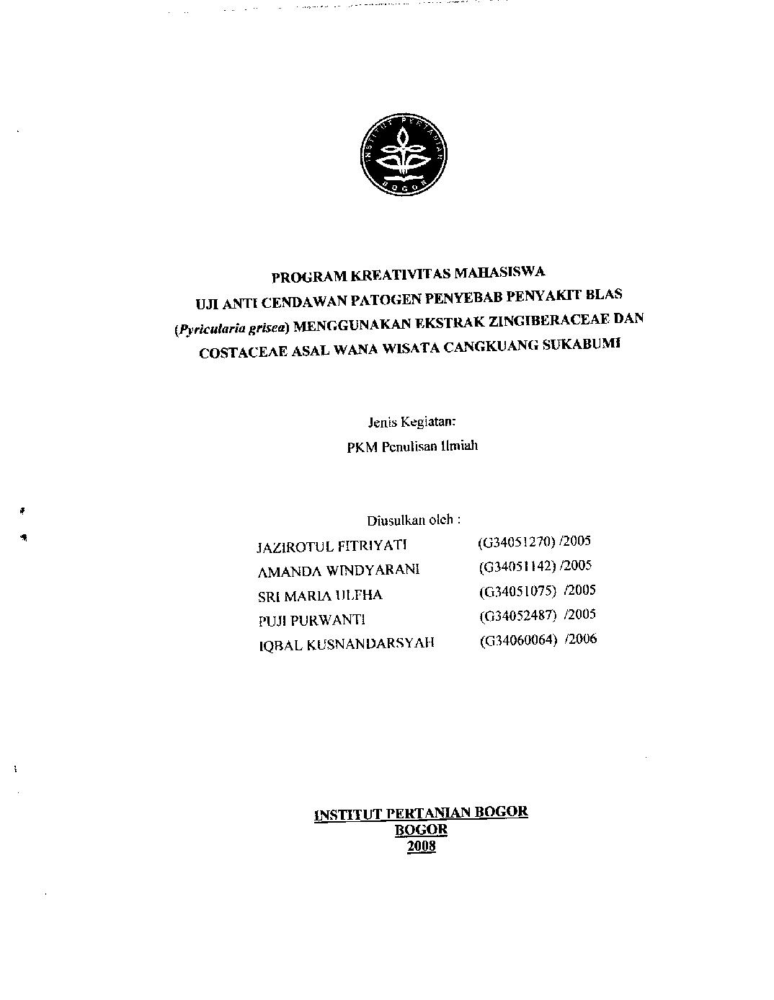 INSTITUT PERTANIAN
BOGOR
PROGRAM KREATIVITAS MAHASISWA
UJI ANTI CENDAWAN PATOGEN PENYEBAB PENYAKIT BLAS
(Pyricularia grisea) MENGGUNAKAN EKSTRAK ZINGIBERACEAE DAN
COSTACEAE ASAL WANA WISATA CANGKUANG SUKABUMI
Jenis Kegiatan:
PKM Penulisan Ilmiah
Diusulkan oleh :
JAZIROTUL FITRIYATI (G34051270) /2005
AMANDA WINDYARANI (G34051142) /2005
SRI MARIA ULFHA (G34051075) /2005
PUJI PURWANTI (G34052487) /2005
IQBAL KUSNANDARSYAH (G34060064) /2006
INSTITUT PERTANIAN BOGOR
BOGOR
2008